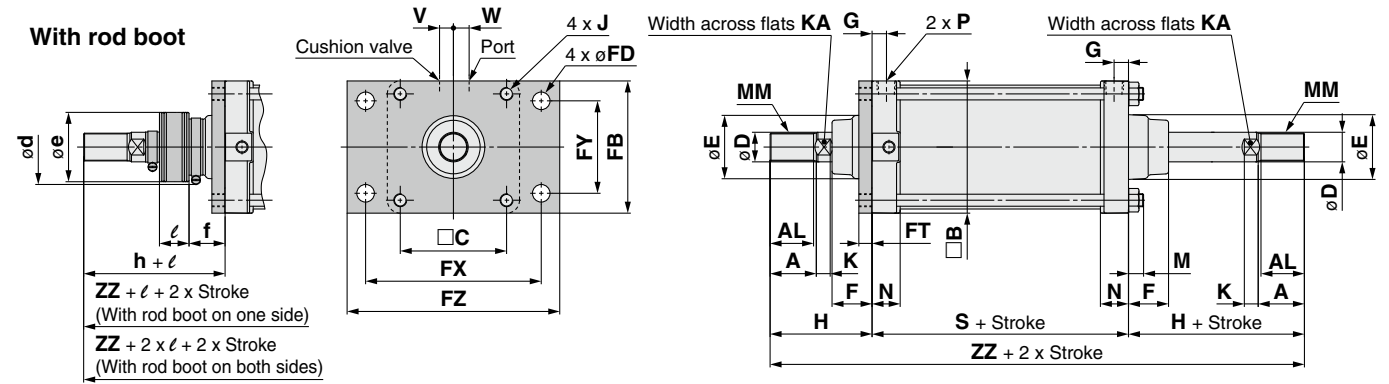 With rod boot
ød
øe
ℓ
f
h + ℓ
ZZ + ℓ + 2 x Stroke
(With rod boot on one side)
ZZ + 2 x ℓ + 2 x Stroke
(With rod boot on both sides)
V
W
Cushion valve
Port
4 x J
4 x øFD
FY
FB
□C
FX
FZ
Width across flats KA
G
2 x P
Width across flats KA
G
MM
MM
øE
øD
øE
øD
AL
FT
□B
M
AL
A
K
K
A
F
N
N
F
H
S + Stroke
H + Stroke
ZZ + 2 x Stroke